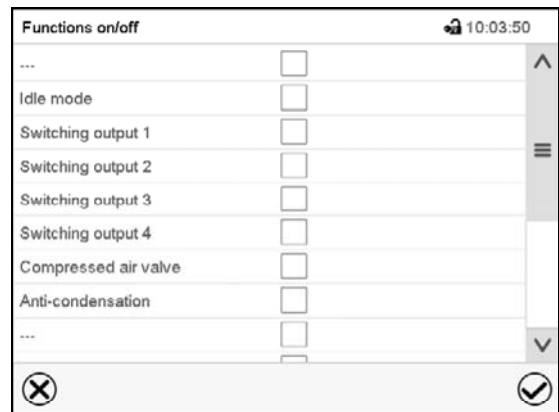 Functions on/off 10:03:50
---
Idle mode
Switching output 1
Switching output 2
Switching output 3
Switching output 4
Compressed air valve
Anti-condensation
---